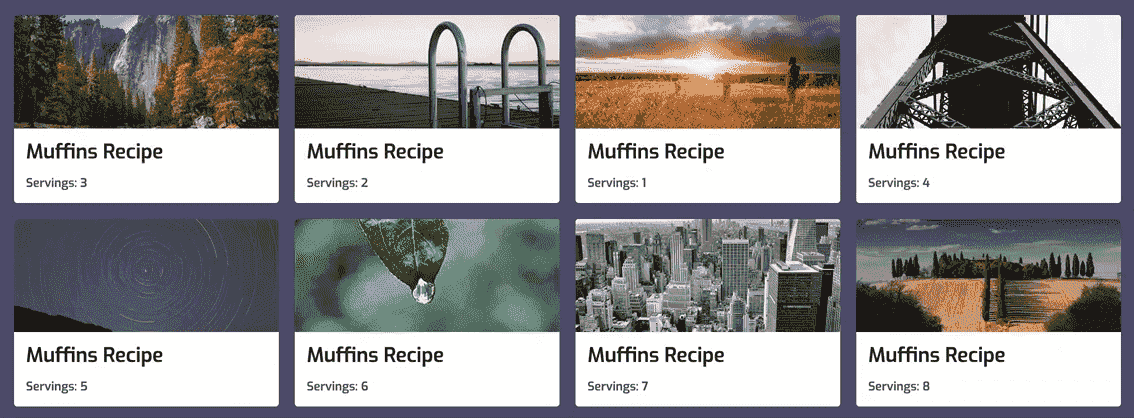 Muffins Recipe
Servings: 3
Muffins Recipe
Servings: 2
Muffins Recipe
Servings: 1
Muffins Recipe
Servings: 4
Muffins Recipe
Servings: 5
Muffins Recipe
Servings: 6
Muffins Recipe
Servings: 7
Muffins Recipe
Servings: 8